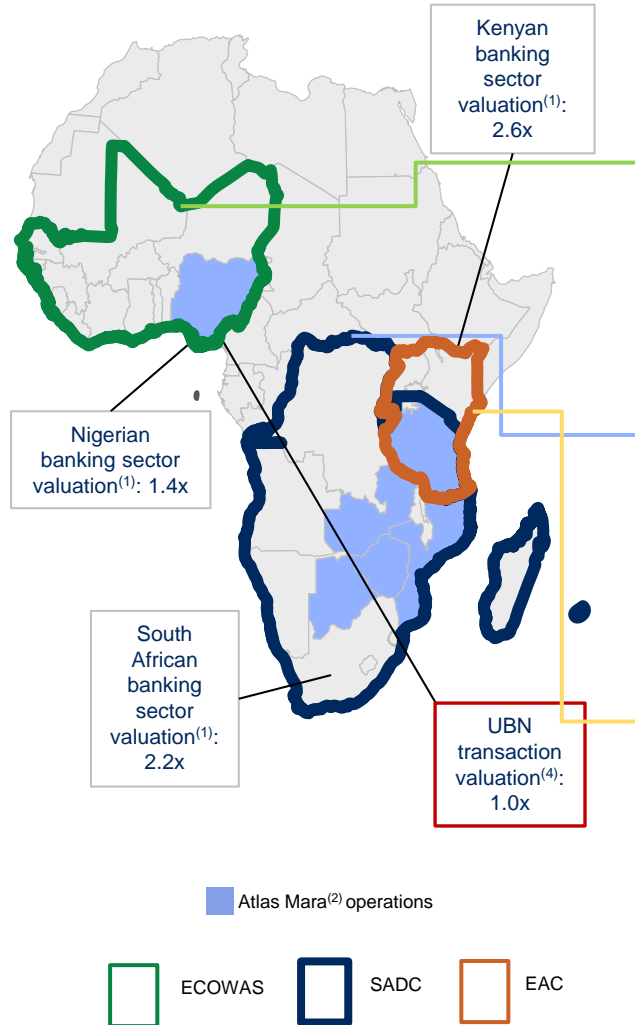 Kenyan
banking
sector
valuation(1):
2.6x
Nigerian
banking sector
valuation(1): 1.4x
South
African
banking
sector
valuation(1):
2.2x
UBN
transaction
valuation(4):
1.0x
Atlas Mara(2) operations
ECOWAS
SADC
EAC